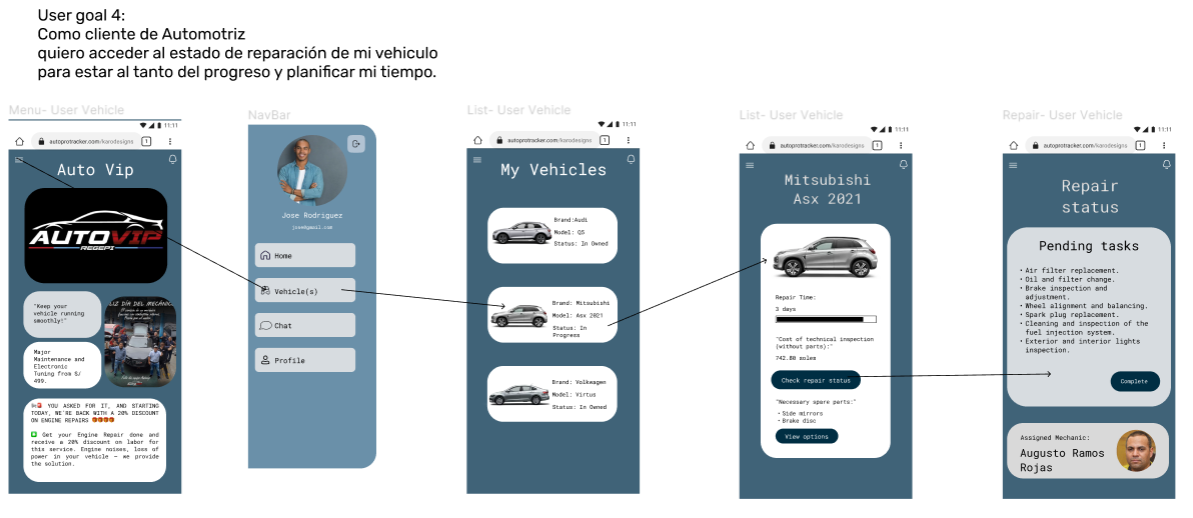 User goal 4:
Como cliente de Automotriz
quiero acceder al estado de reparación de mi vehiculo
para estar al tanto del progreso y planificar mi tiempo.
Menu- User Vehicle
11:11
autoprotracker.com/karodesigns
1
Auto Vip
AUTOVIP
REGEPI
"Keep your
vehicle running
smoothly!"
LIZ DÍA DEL MECÁNIC
Major
Maintenance and
Electronic
Tuning from S/
499.
YOU ASKED FOR IT, AND STARTING
TODAY, WE'RE BACK WITH A 20% DISCOUNT
ON ENGINE REPAIRS
Get your Engine Repair done and
receive a 20% discount on labor for
this service. Engine noises, loss of
power in your vehicle – we provide
the solution.
NavBar
Jose Rodriguez
jose@gmail.com
Home
Vehicle(s)
Chat
Profile
List- User Vehicle
11:11
autoprotracker.com/karodesigns
1
My Vehicles
Brand:Audi
Model: Q5
Status: In Owned
Brand: Mitsubishi
Model: Asx 2021
Status: In
Progress
Brand: Volkwagen
Model: Virtus
Status: In Owned
List- User Vehicle
11:11
autoprotracker.com/karodesigns
1
Mitsubishi
Asx 2021
Repair Time:
3 days
"Cost of technical inspection
(without parts):"
742.80 soles
Check repair status
"Necessary spare parts:"
• Side mirrors
• Brake disc
View options
Repair- User Vehicle
11:11
autoprotracker.com/karodesigns
1
Repair
status
Pending tasks
• Air filter replacement.
• Oil and filter change.
• Brake inspection and
adjustment.
• Wheel alignment and balancing.
• Spark plug replacement.
• Cleaning and inspection of the
fuel injection system.
• Exterior and interior lights
inspection.
Complete
Assigned Mechanic:
Augusto Ramos
Rojas